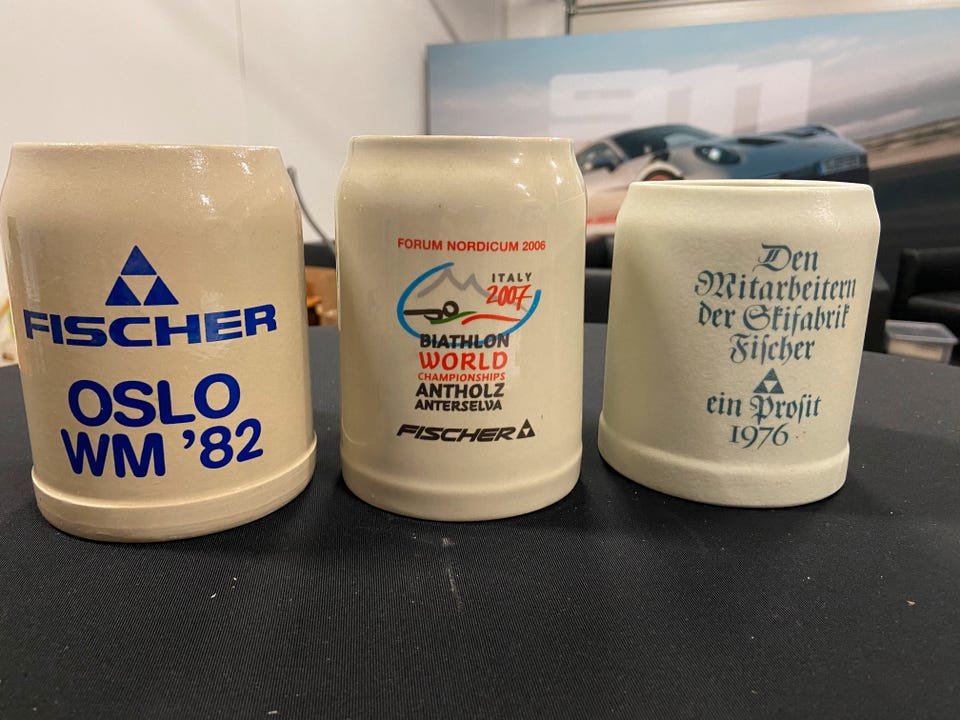 FISCHER
OSLO
WM '82
FORUM NORDICUM 2006
ITALY
2007
BIATHLON
WORLD
CHAMPIONSHIPS
ANTHOLZ
ANTERSELVA
FISCHER
Den
Mitarbeitern
der Skifabrik
Fischer
ein Prosit
1976
911